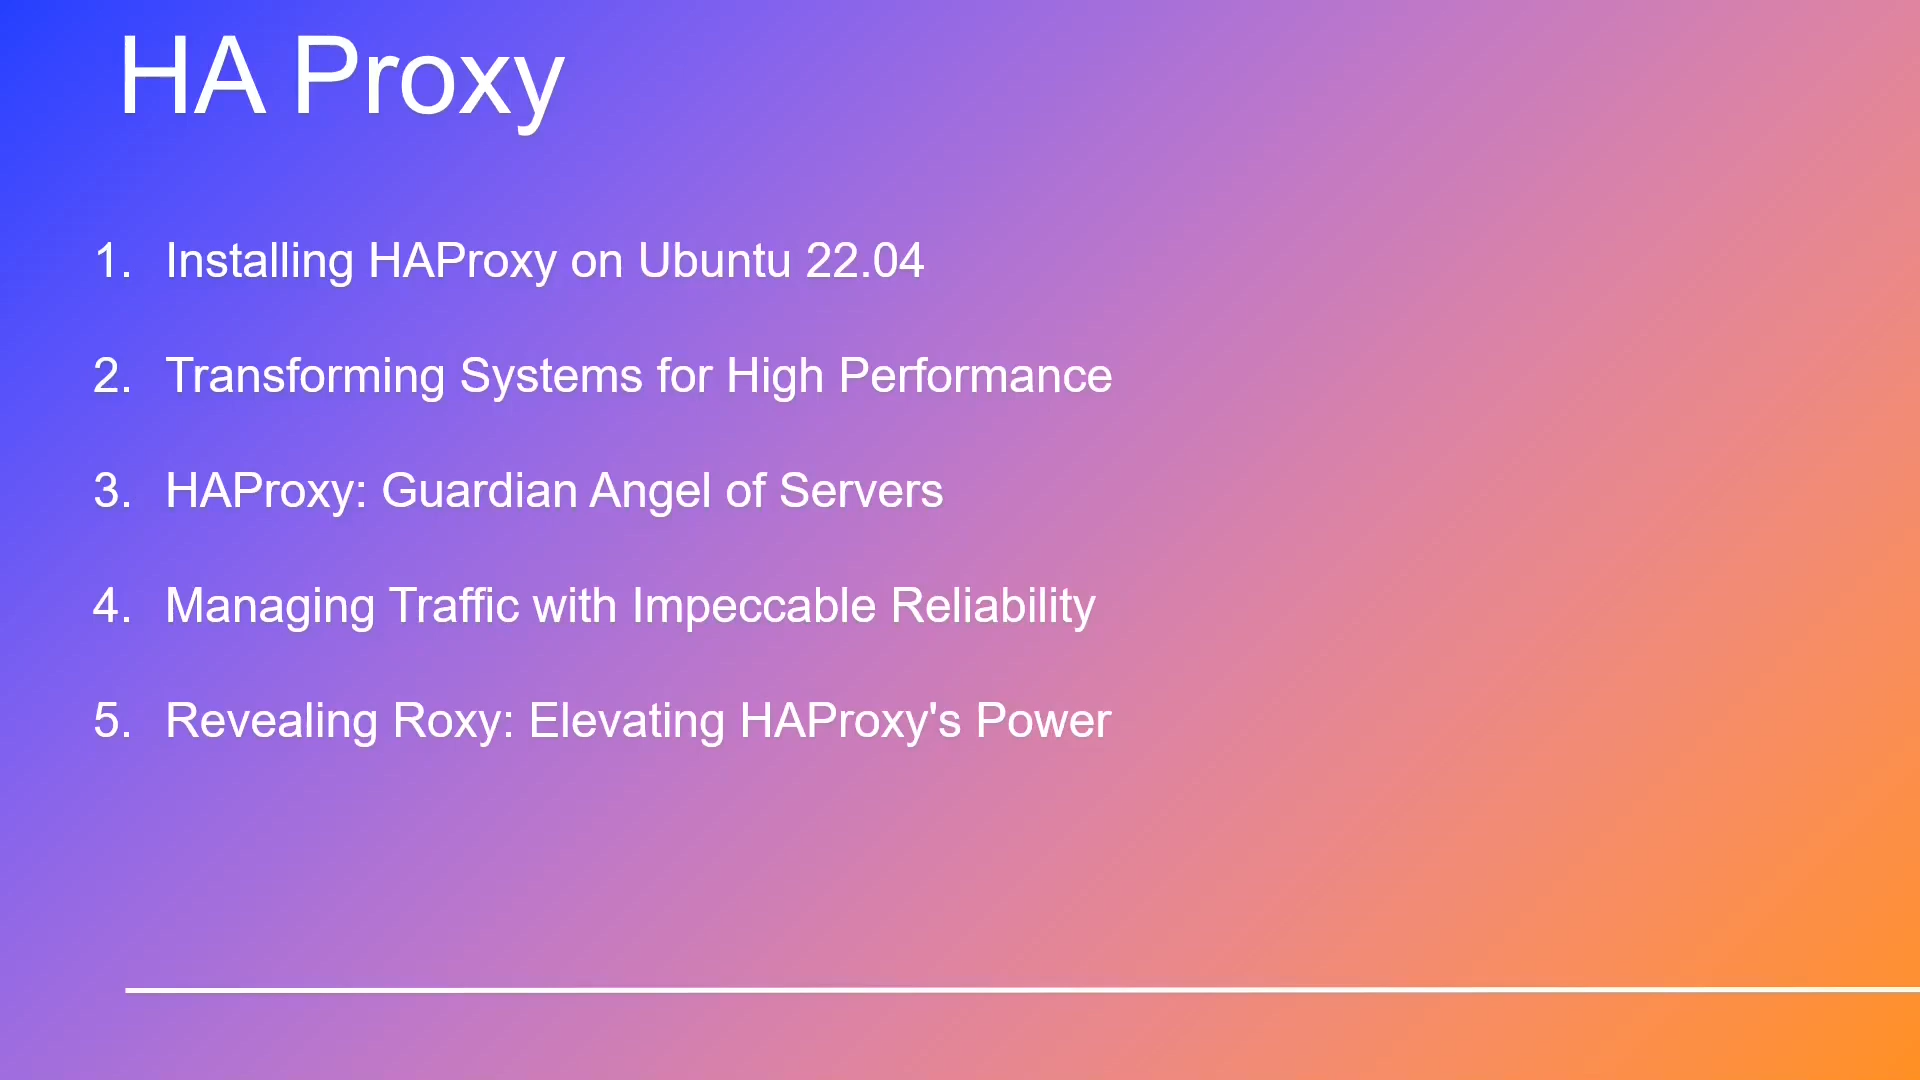 HA Proxy
1. Installing HAProxy on Ubuntu 22.04
2. Transforming Systems for High Performance
3. HAProxy: Guardian Angel of Servers
4. Managing Traffic with Impeccable Reliability
5. Revealing Roxy: Elevating HAProxy's Power